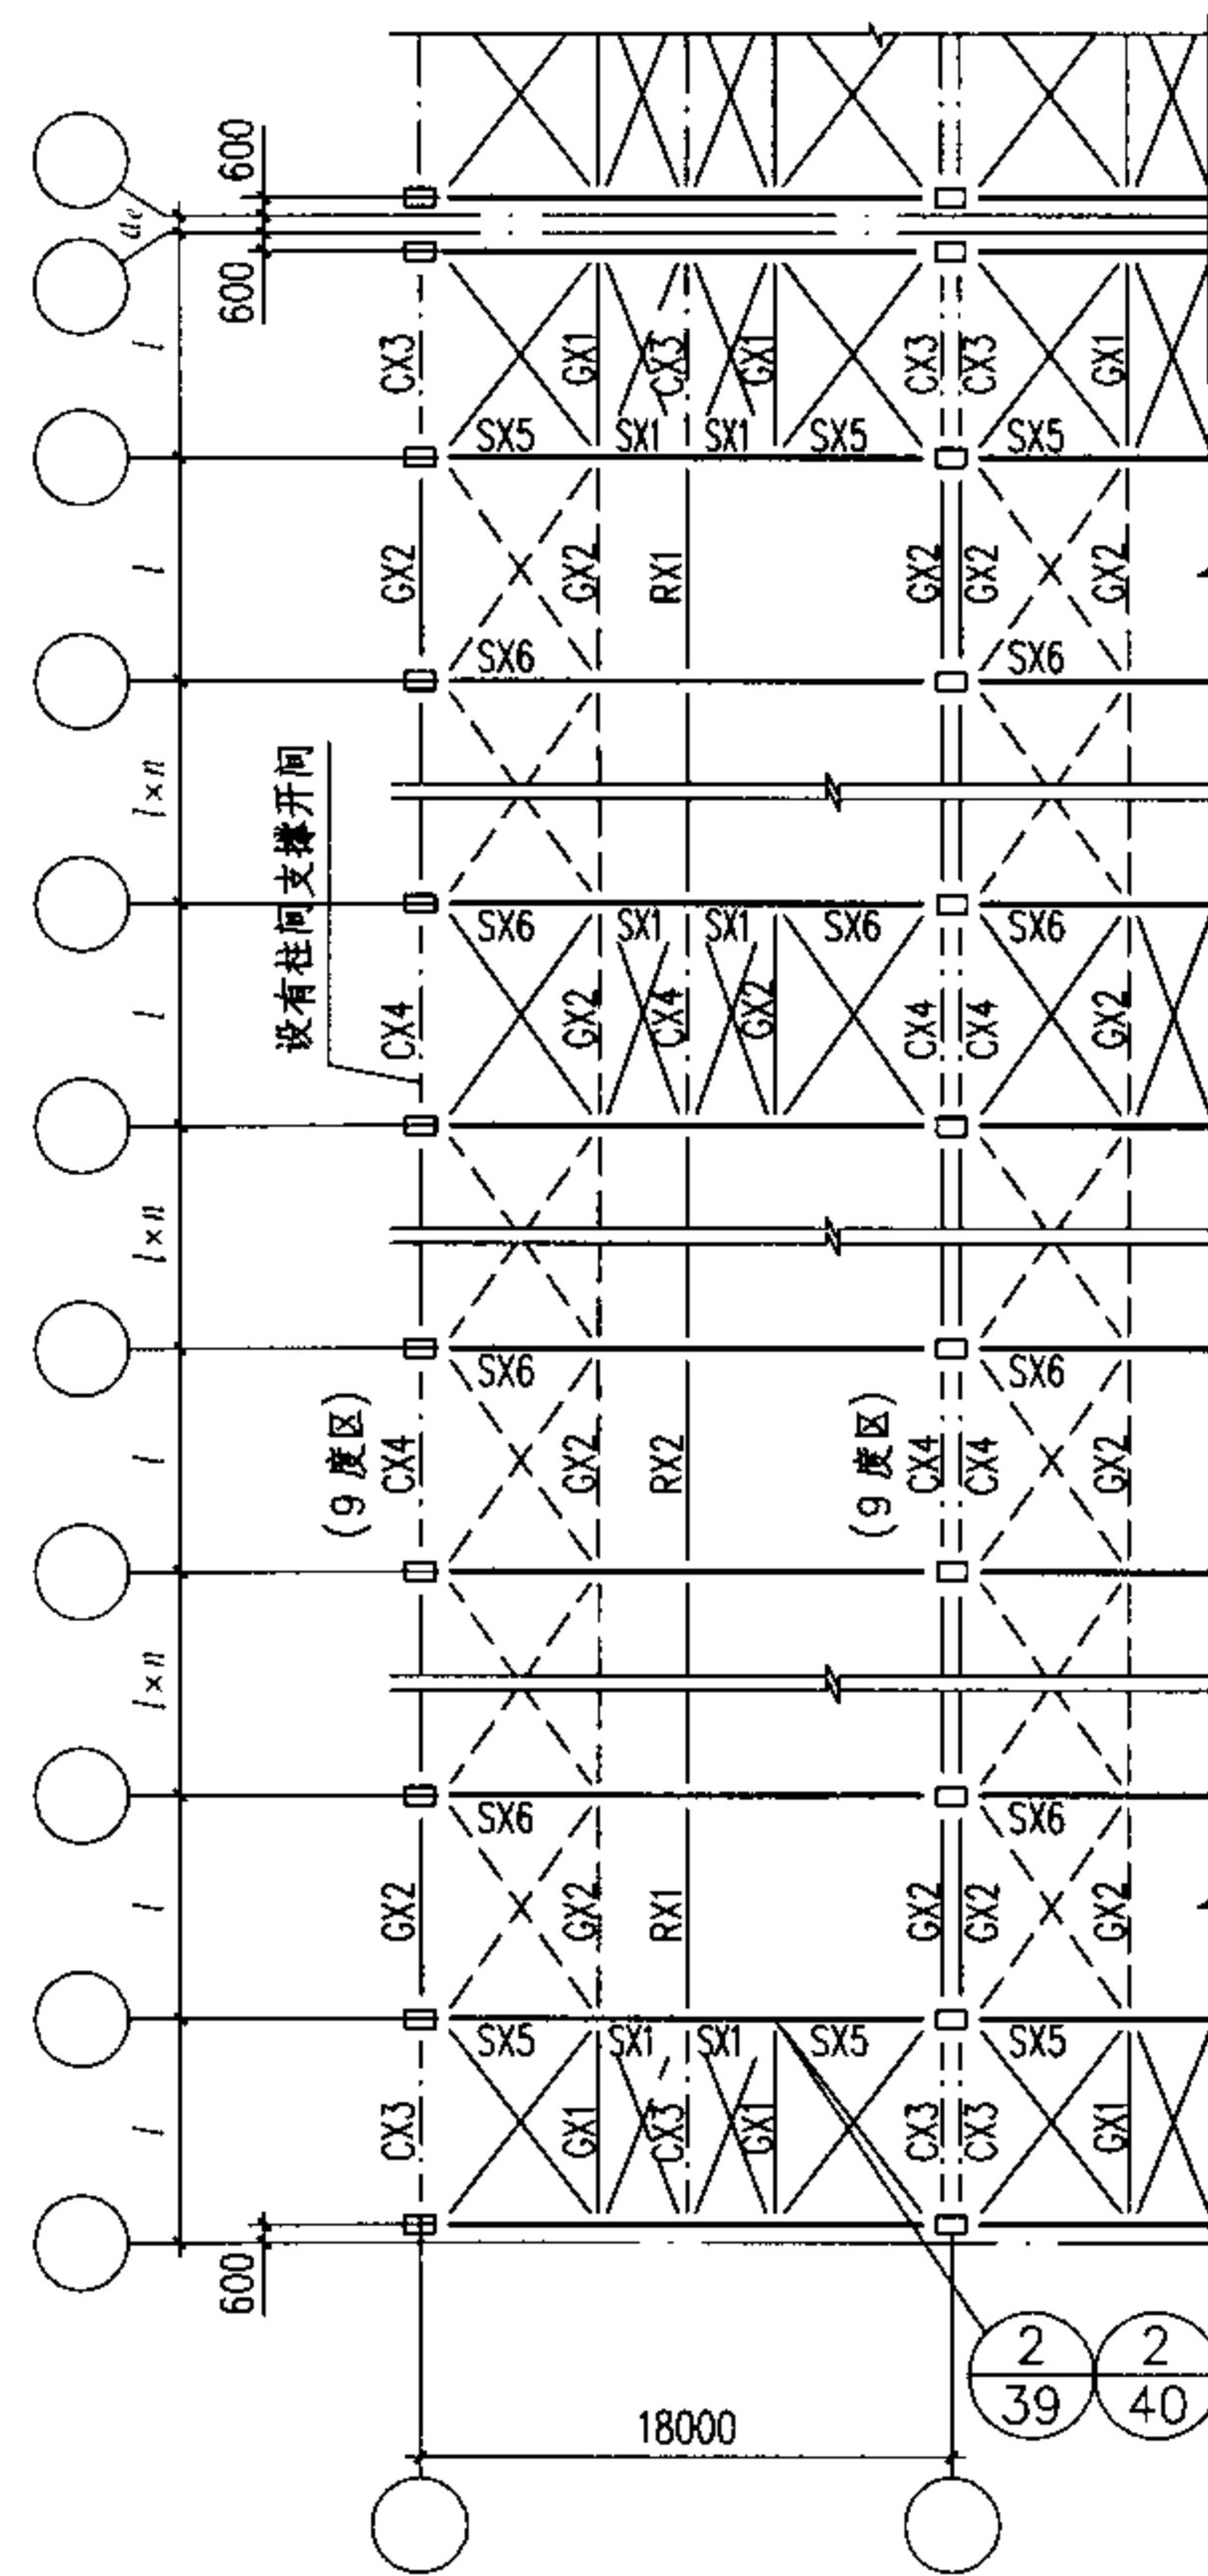 600
ae
600
l
CX3
GX1
CX3
GX1
CX3
CX3
GX1
SX5
SX1
SX1
SX5
SX5
l
GX2
GX2
RX1
GX2
GX2
GX2
SX6
SX6
l×n
设有柱间支撑开间
SX6
SX1
SX1
SX6
SX6
l
CX4
GX2
CX4
GX2
CX4
CX4
GX2
l×n
SX6
SX6
l
(9度区)
CX4
GX2
RX2
(9度区)
CX4
CX4
GX2
l×n
SX6
SX6
l
GX2
GX2
RX1
GX2
GX2
GX2
SX5
SX1
SX1
SX5
SX5
l
CX3
GX1
CX3
GX1
CX3
CX3
GX1
600
2
39
2
40
18000